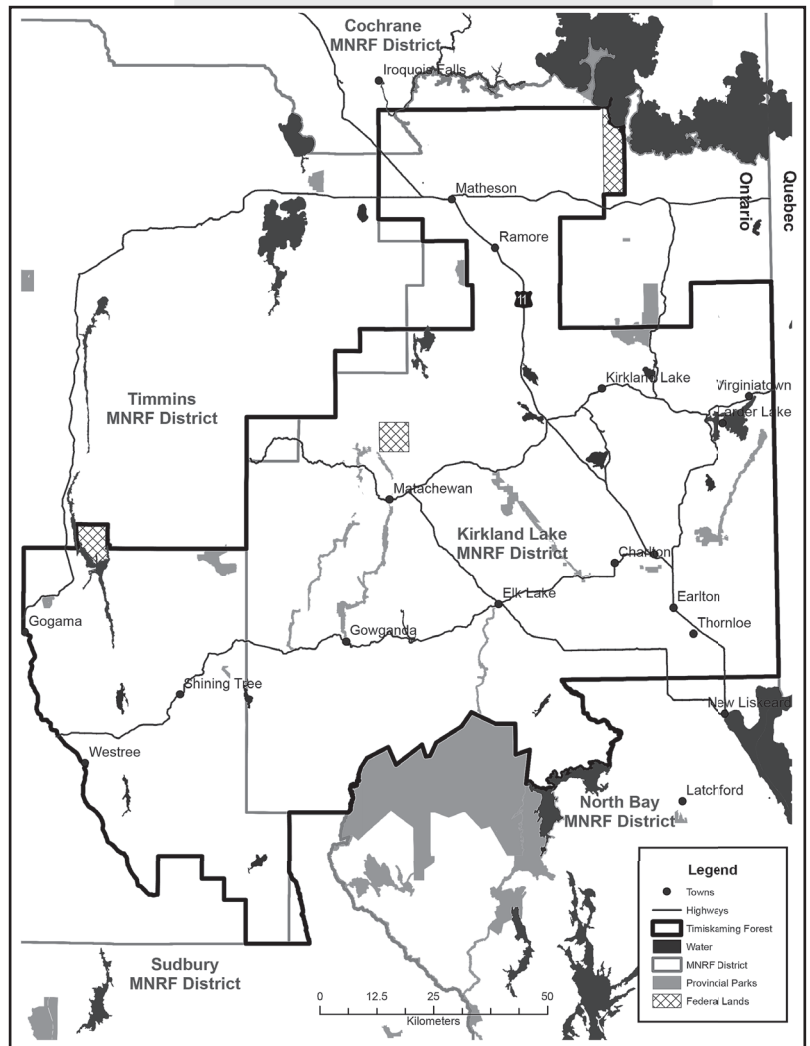 Cochrane
MNRF District
Iroquois Falls
Matheson
Ontario
Quebec
Ramore
11
Timmins
MNRF District
Kirkland Lake
Virginiatown
Larder Lake
Matachewan
Kirkland Lake
MNRF District
Charlton
Elk Lake
Earlton
Gogama
Thornloe
Gowganda
Shining Tree
New Liskeard
Westree
Latchford
North Bay
MNRF District
Legend
Towns
Highways
Timiskaming Forest
Water
MNRF District
Provincial Parks
Federal Lands
Sudbury
MNRF District
0 12.5 25 50
Kilometers